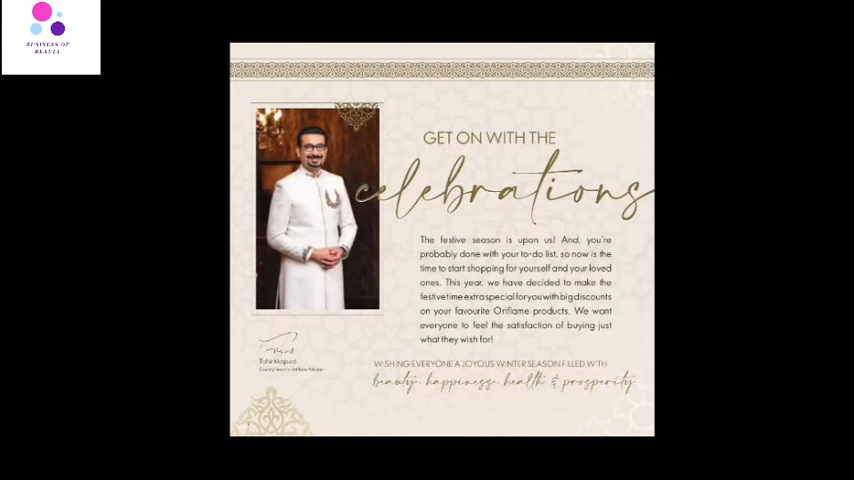 BUSINESS OF
BEAUTY
GET ON WITH THE
celebrations
The festive season is upon us! And, you're
probably done with your to-do list, so now is the
time to start shopping for yourself and your loved
ones. This year, we have decided to make the
festive time extra special for you with big discounts
on your favourite Oriflame products. We want
everyone to feel the satisfaction of buying just
what they wish for!
WISHING EVERYONE A JOYOUS WINTER SEASON FILLED WITH
beauty, happiness, health & prosperity